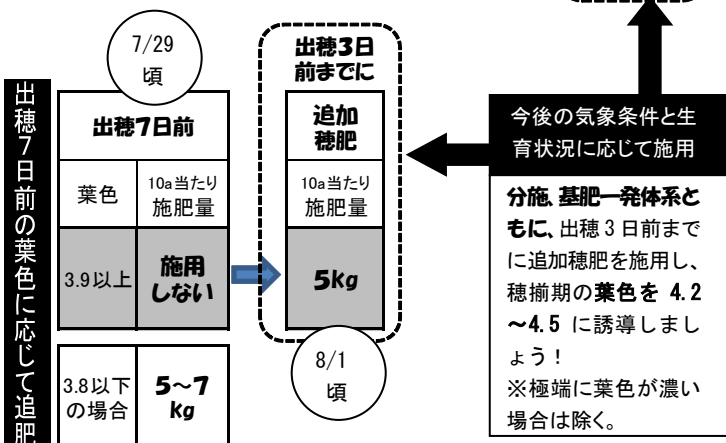 出穂7日前の葉色に応じて追肥
7/29
頃
出穂7日前
葉色
10a当たり
施肥量
3.9以上
施用
しない
3.8以下
の場合
5～7
kg
出穂3日
前までに
追加
穂肥
10a当たり
施肥量
5kg
8/1
頃
今後の気象条件と生
育状況に応じて施用
分施、基肥一発体系と
もに、出穂3日前まで
に追加穂肥を施用し、
穂揃期の葉色を 4.2
～4.5 に誘導しまし
ょう！
※極端に葉色が濃い
場合は除く。